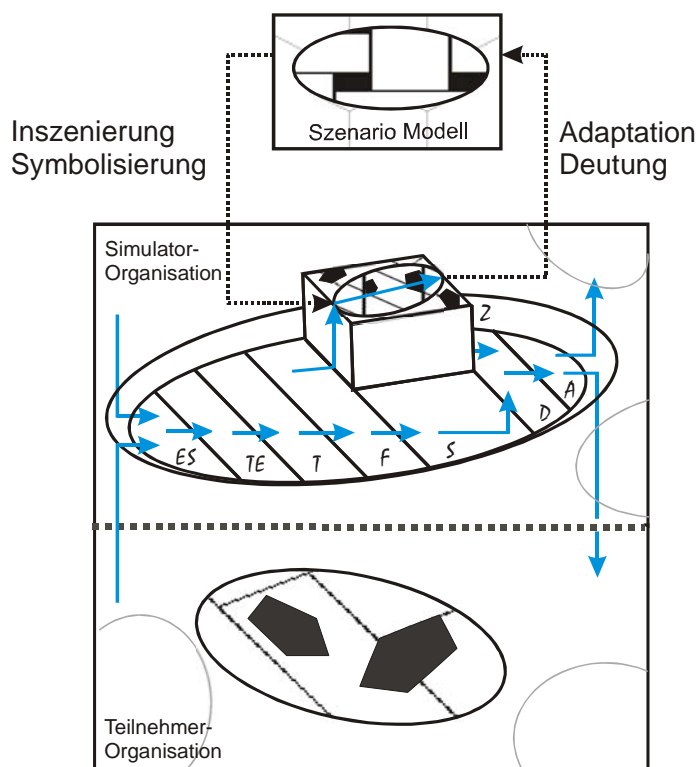 Szenario Modell
Inszenierung
Symbolisierung
Adaptation
Deutung
Simulator-
Organisation
Z
A
D
ES
TE
T
F
S
Teilnehmer-
Organisation